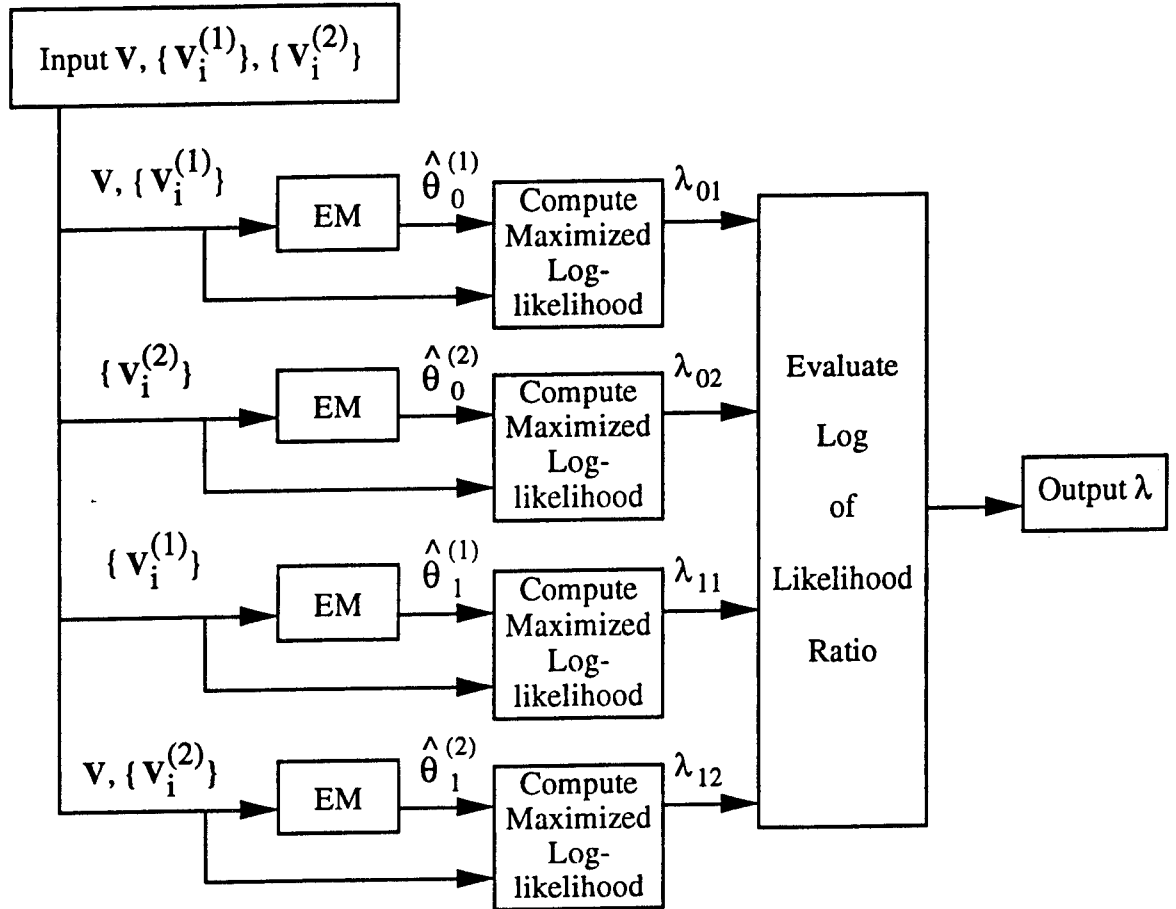 Input V, {V_i^(1)}, {V_i^(2)}
V, {V_i^(1)}
EM
θ̂_0^(1)
Compute
Maximized
Log-
likelihood
λ_01
{V_i^(2)}
EM
θ̂_0^(2)
Compute
Maximized
Log-
likelihood
λ_02
{V_i^(1)}
EM
θ̂_1^(1)
Compute
Maximized
Log-
likelihood
λ_11
V, {V_i^(2)}
EM
θ̂_1^(2)
Compute
Maximized
Log-
likelihood
λ_12
Evaluate
Log
of
Likelihood
Ratio
Output λ